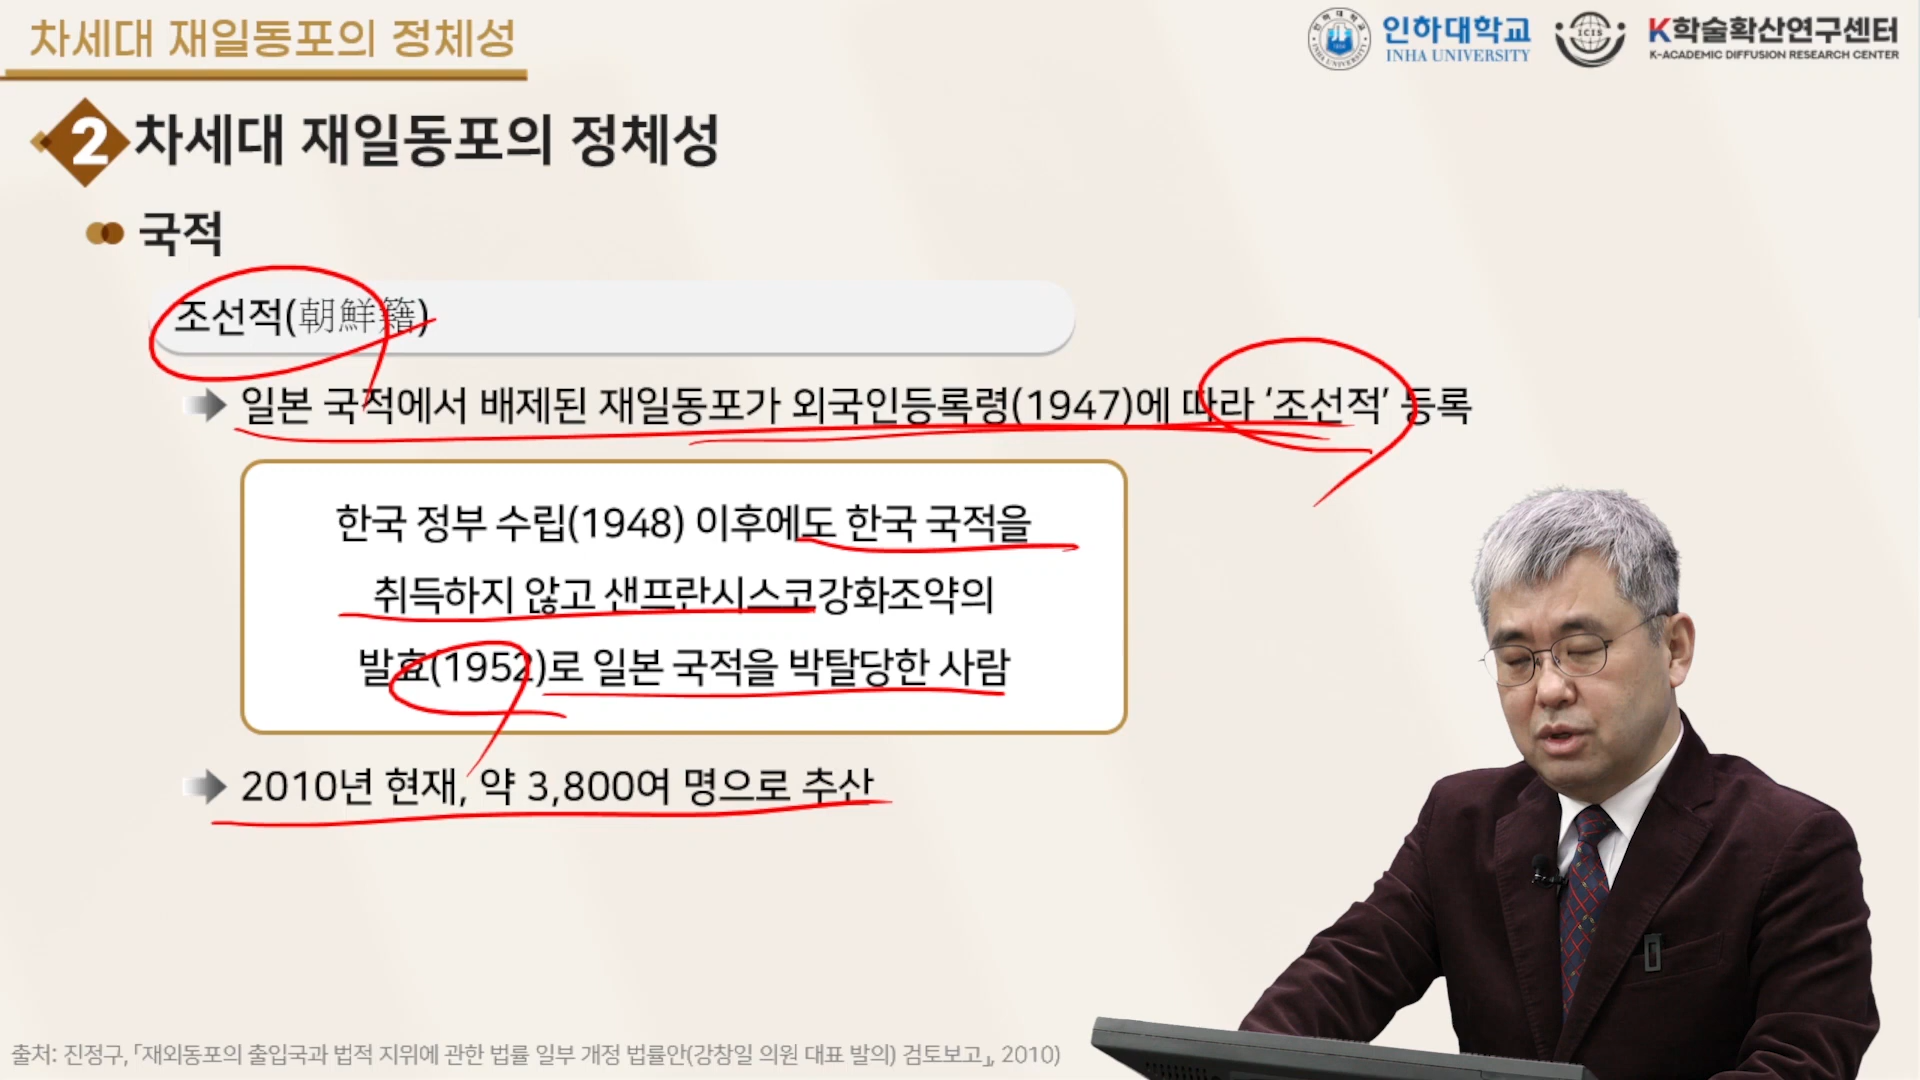 차세대 재일동포의 정체성
인하대학교
INHA UNIVERSITY
ICIS
K학술확산연구센터
K-ACADEMIC DIFFUSION RESEARCH CENTER
2 차세대 재일동포의 정체성
국적
조선적(朝鮮籍)
일본 국적에서 배제된 재일동포가 외국인등록령(1947)에 따라 ‘조선적’ 등록
한국 정부 수립(1948) 이후에도 한국 국적을
취득하지 않고 샌프란시스코강화조약의
발효(1952)로 일본 국적을 박탈당한 사람
2010년 현재, 약 3,800여 명으로 추산
출처: 진정구, 「재외동포의 출입국과 법적 지위에 관한 법률 일부 개정 법률안(강창일 의원 대표 발의) 검토보고」, 2010)